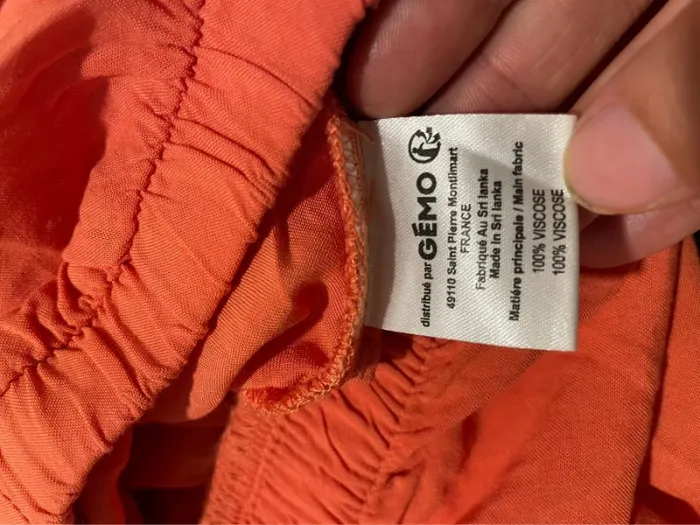 distribué par GÉMO
49110 Saint Pierre Montlimart
FRANCE
Fabriqué Au Sri lanka
Made In Sri lanka
Matiére principale / Main fabric
100% VISCOSE
100% VISCOSE